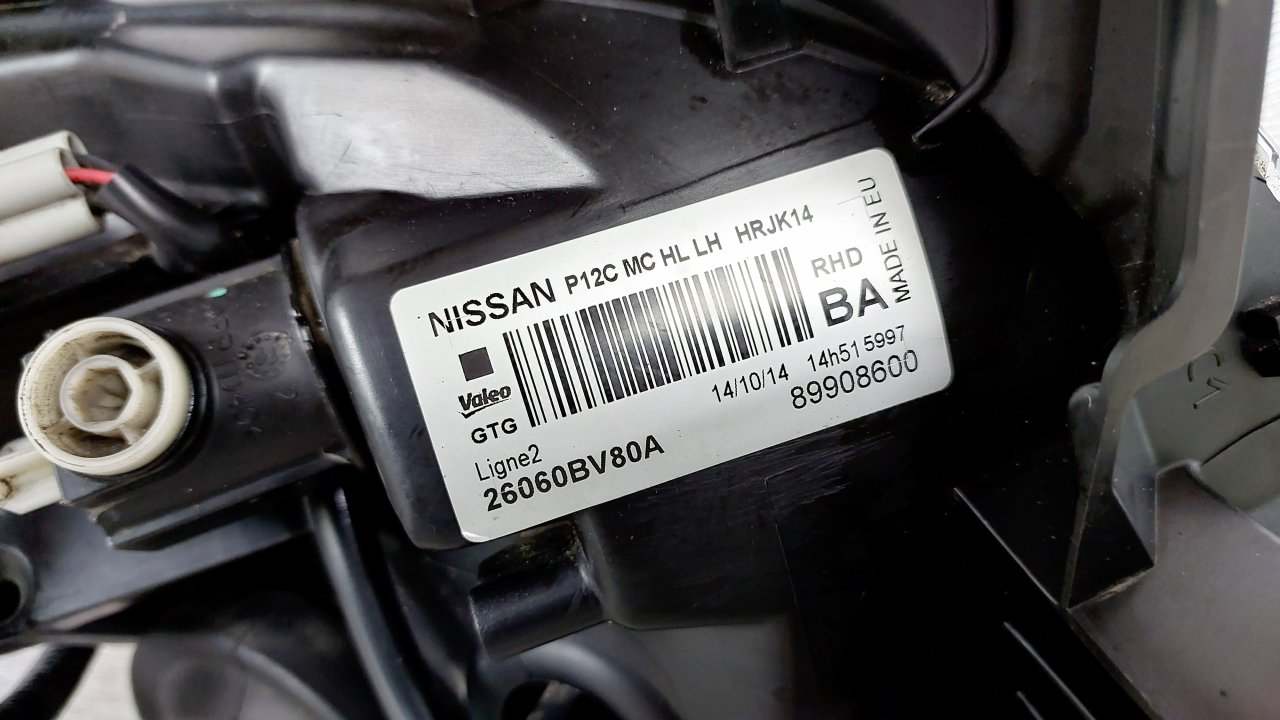 NISSAN P12C MC HL LH HRJK14
RHD
BA
MADE IN EU
Valeo
GTG
14/10/14 14h51 5997
89908600
Ligne2
26060BV80A